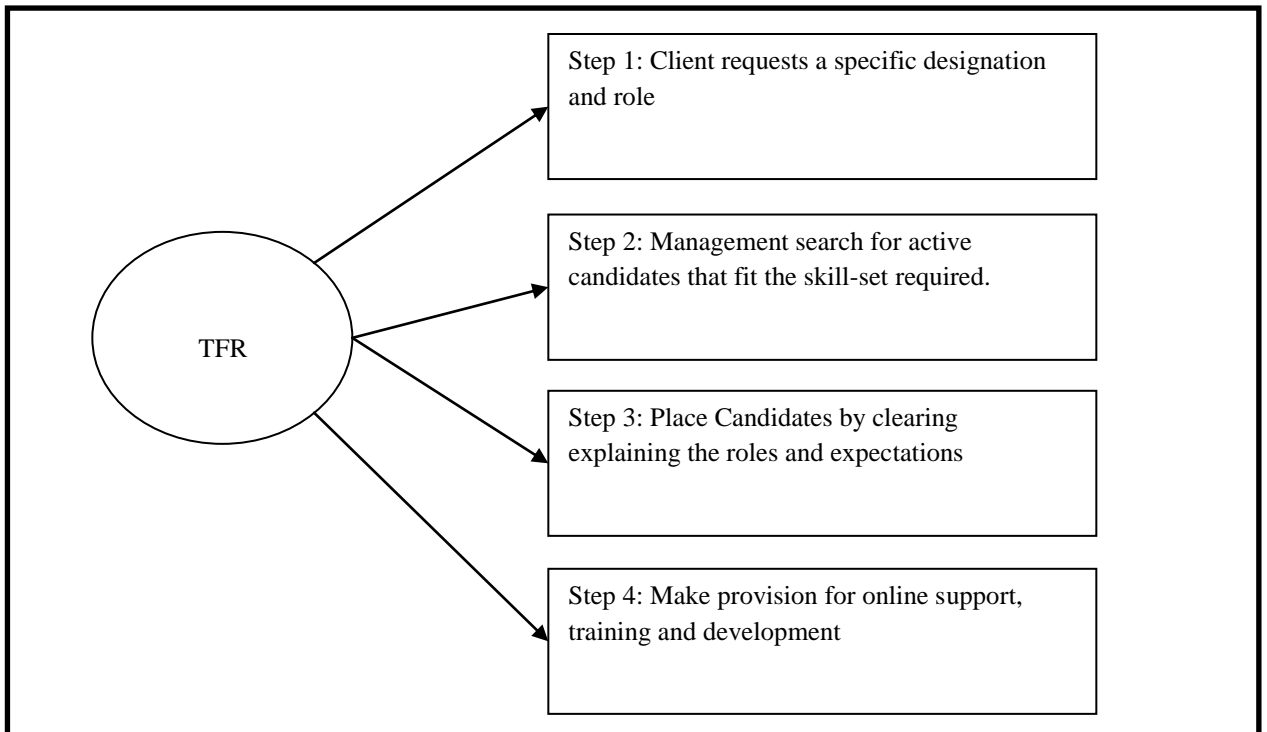 Step 1: Client requests a specific designation
and role
Step 2: Management search for active
candidates that fit the skill-set required.
TFR
Step 3: Place Candidates by clearing
explaining the roles and expectations
Step 4: Make provision for online support,
training and development